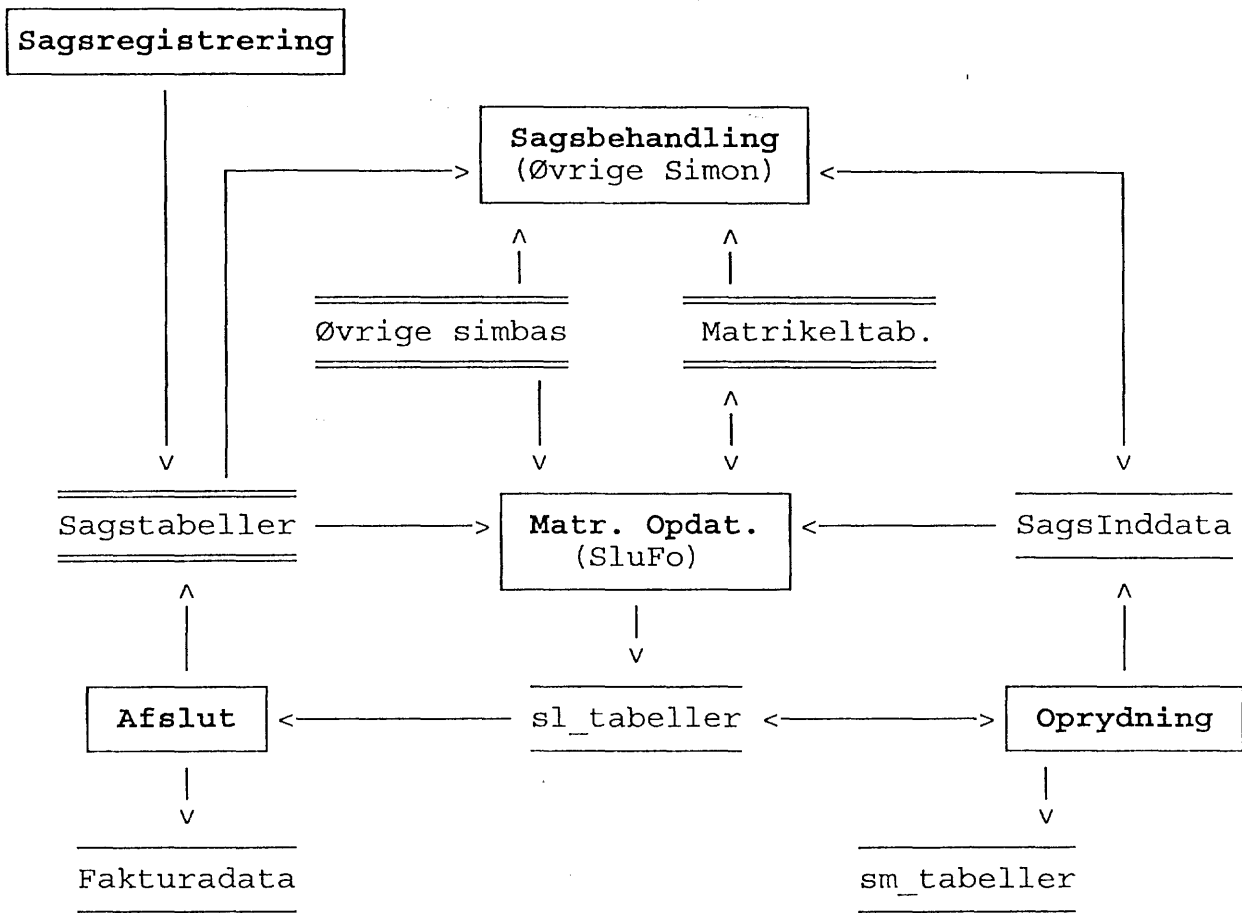 Sagsregistrering
Sagsbehandling
(Øvrige Simon)
Øvrige simbas
Matrikeltab.
Sagstabeller
Matr. Opdat.
(SluFo)
SagsInddata
Afslut
sl_tabeller
Oprydning
Fakturadata
sm_tabeller